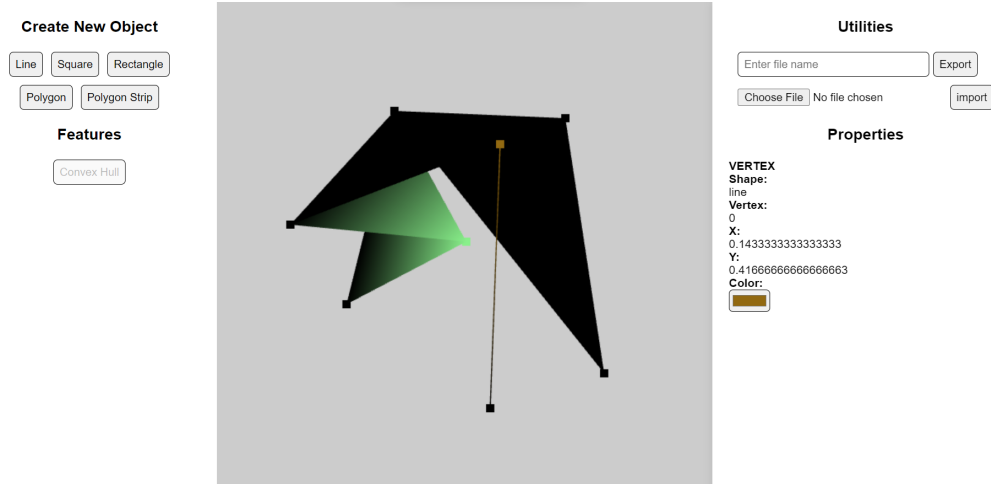 Create New Object
Line Square Rectangle
Polygon Polygon Strip
Features
Convex Hull
Utilities
Enter file name Export
Choose File No file chosen import
Properties
VERTEX
Shape:
line
Vertex:
0
X:
0.1433333333333333
Y:
0.41666666666666663
Color: